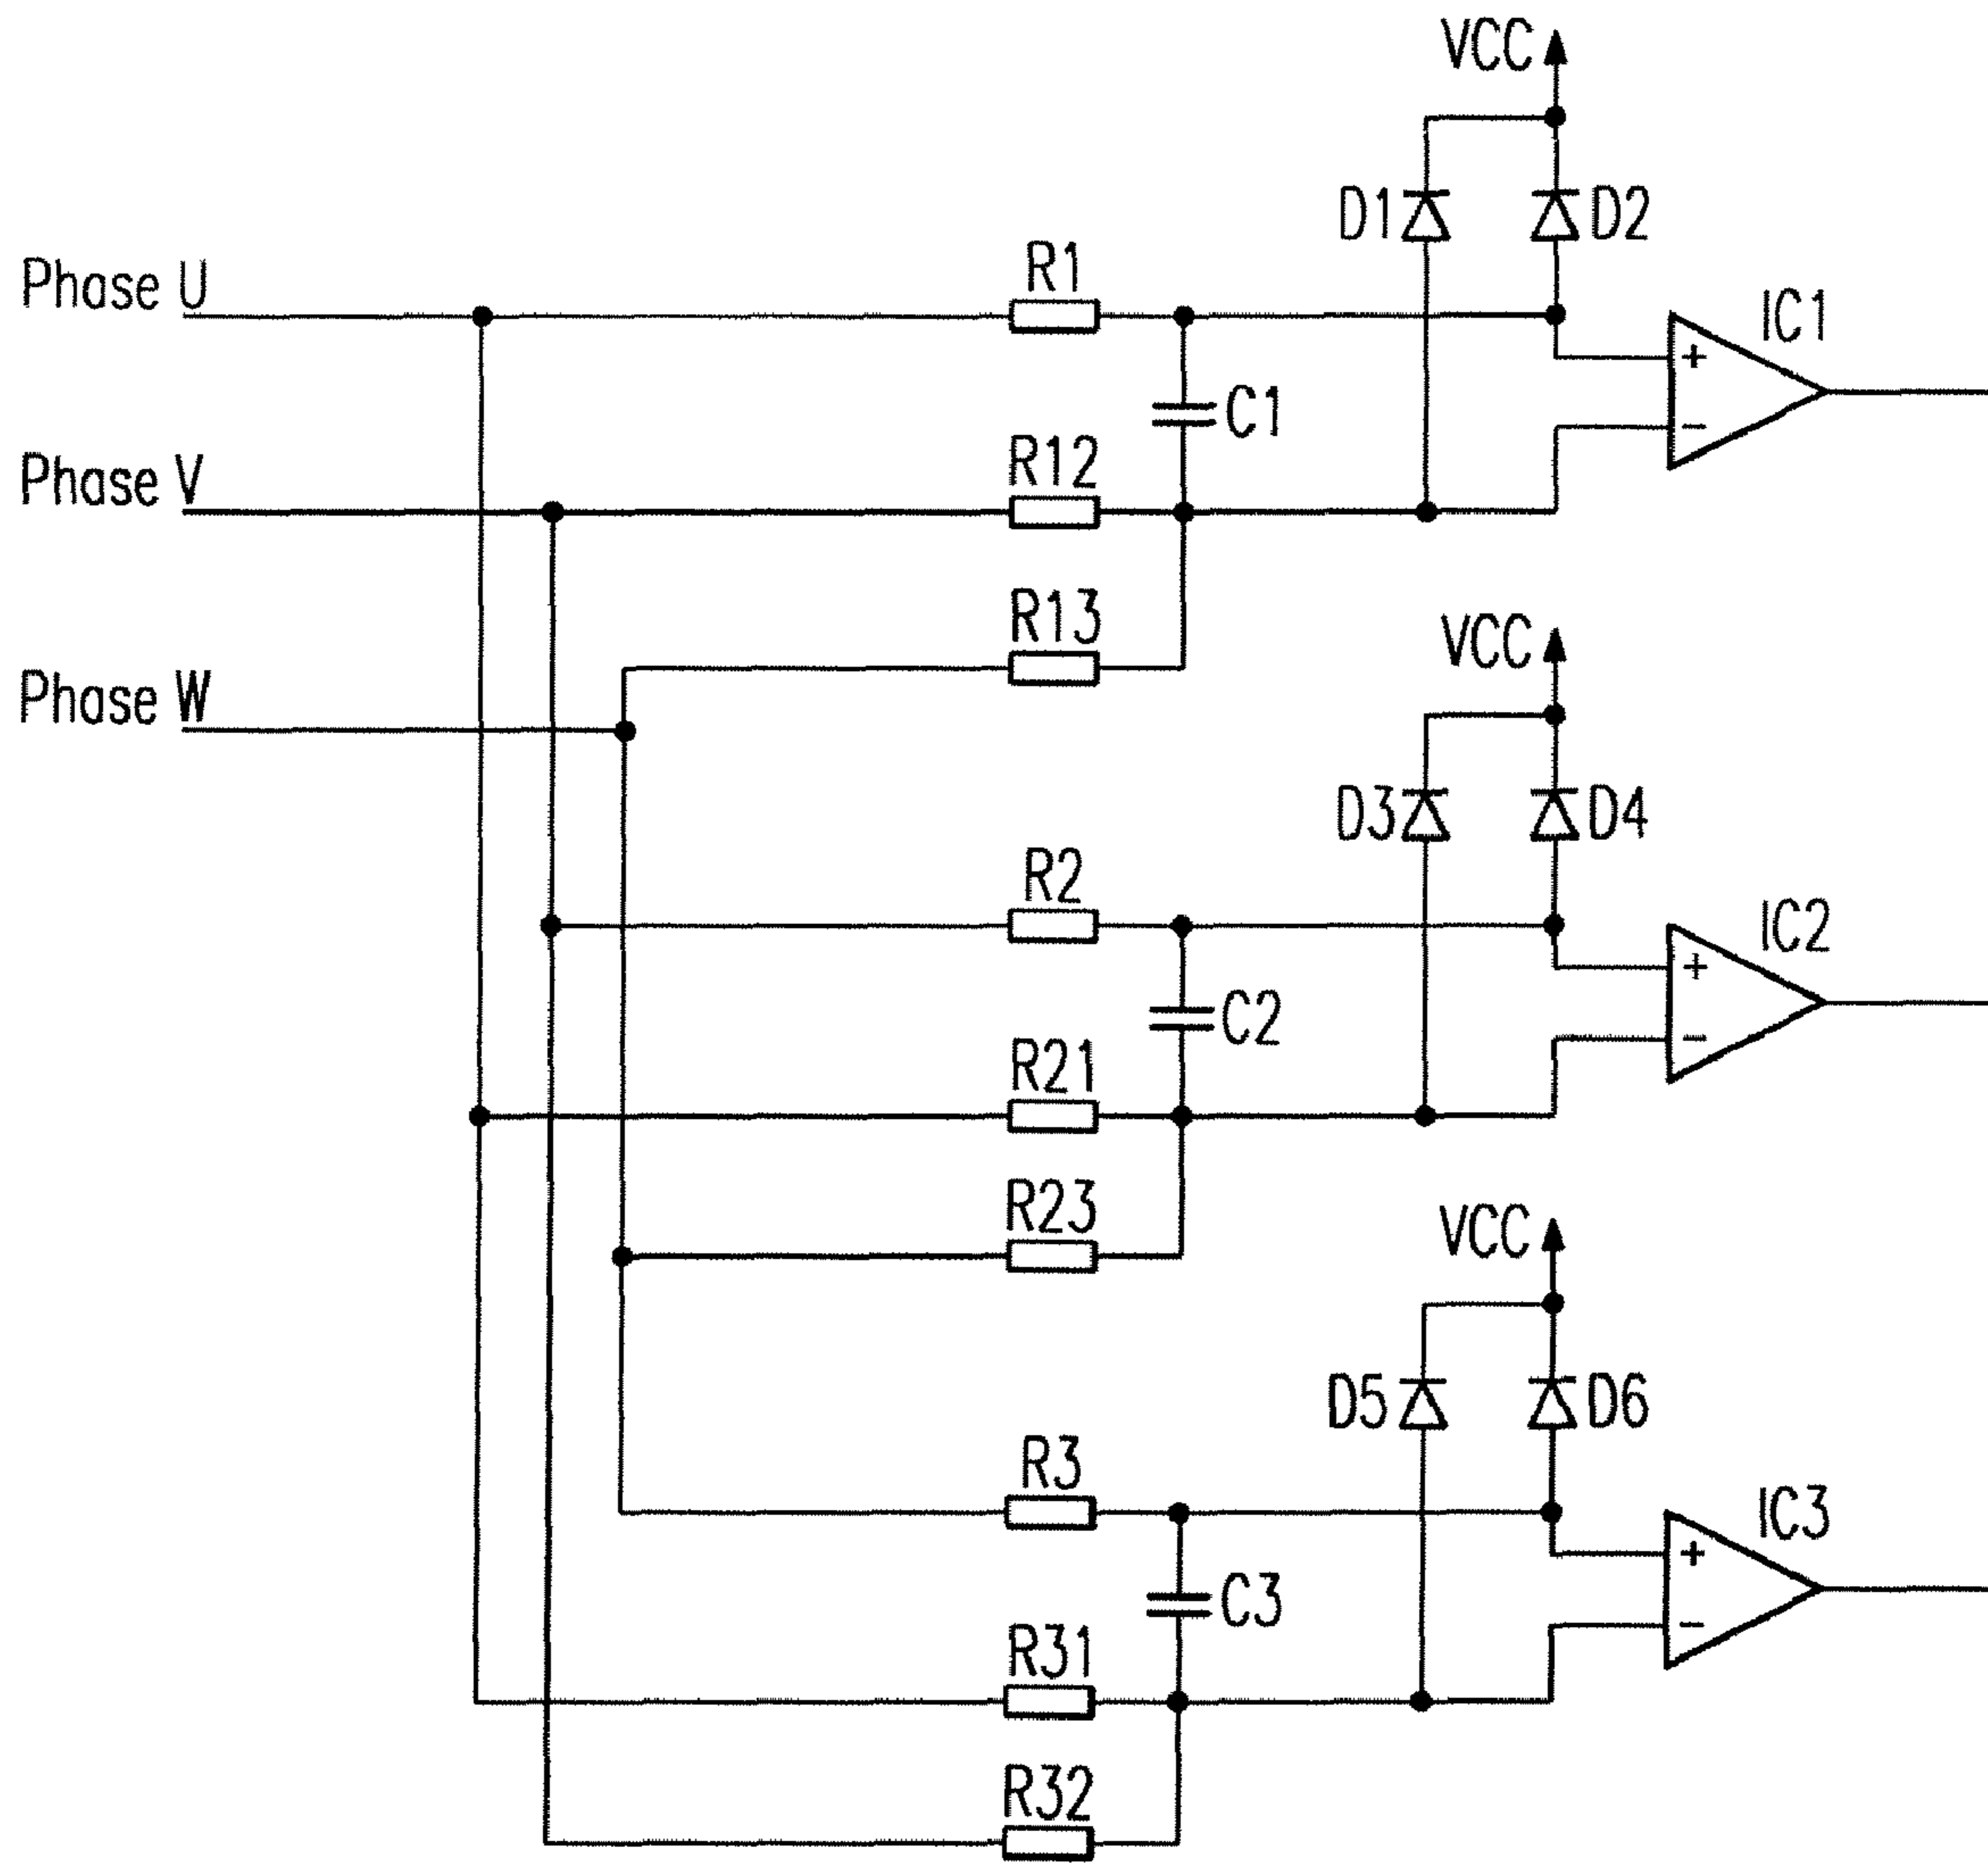 VCC
D1
D2
Phase U
R1
IC1
+
−
C1
Phase V
R12
R13
Phase W
VCC
D3
D4
R2
IC2
+
−
C2
R21
R23
VCC
D5
D6
R3
IC3
+
−
C3
R31
R32